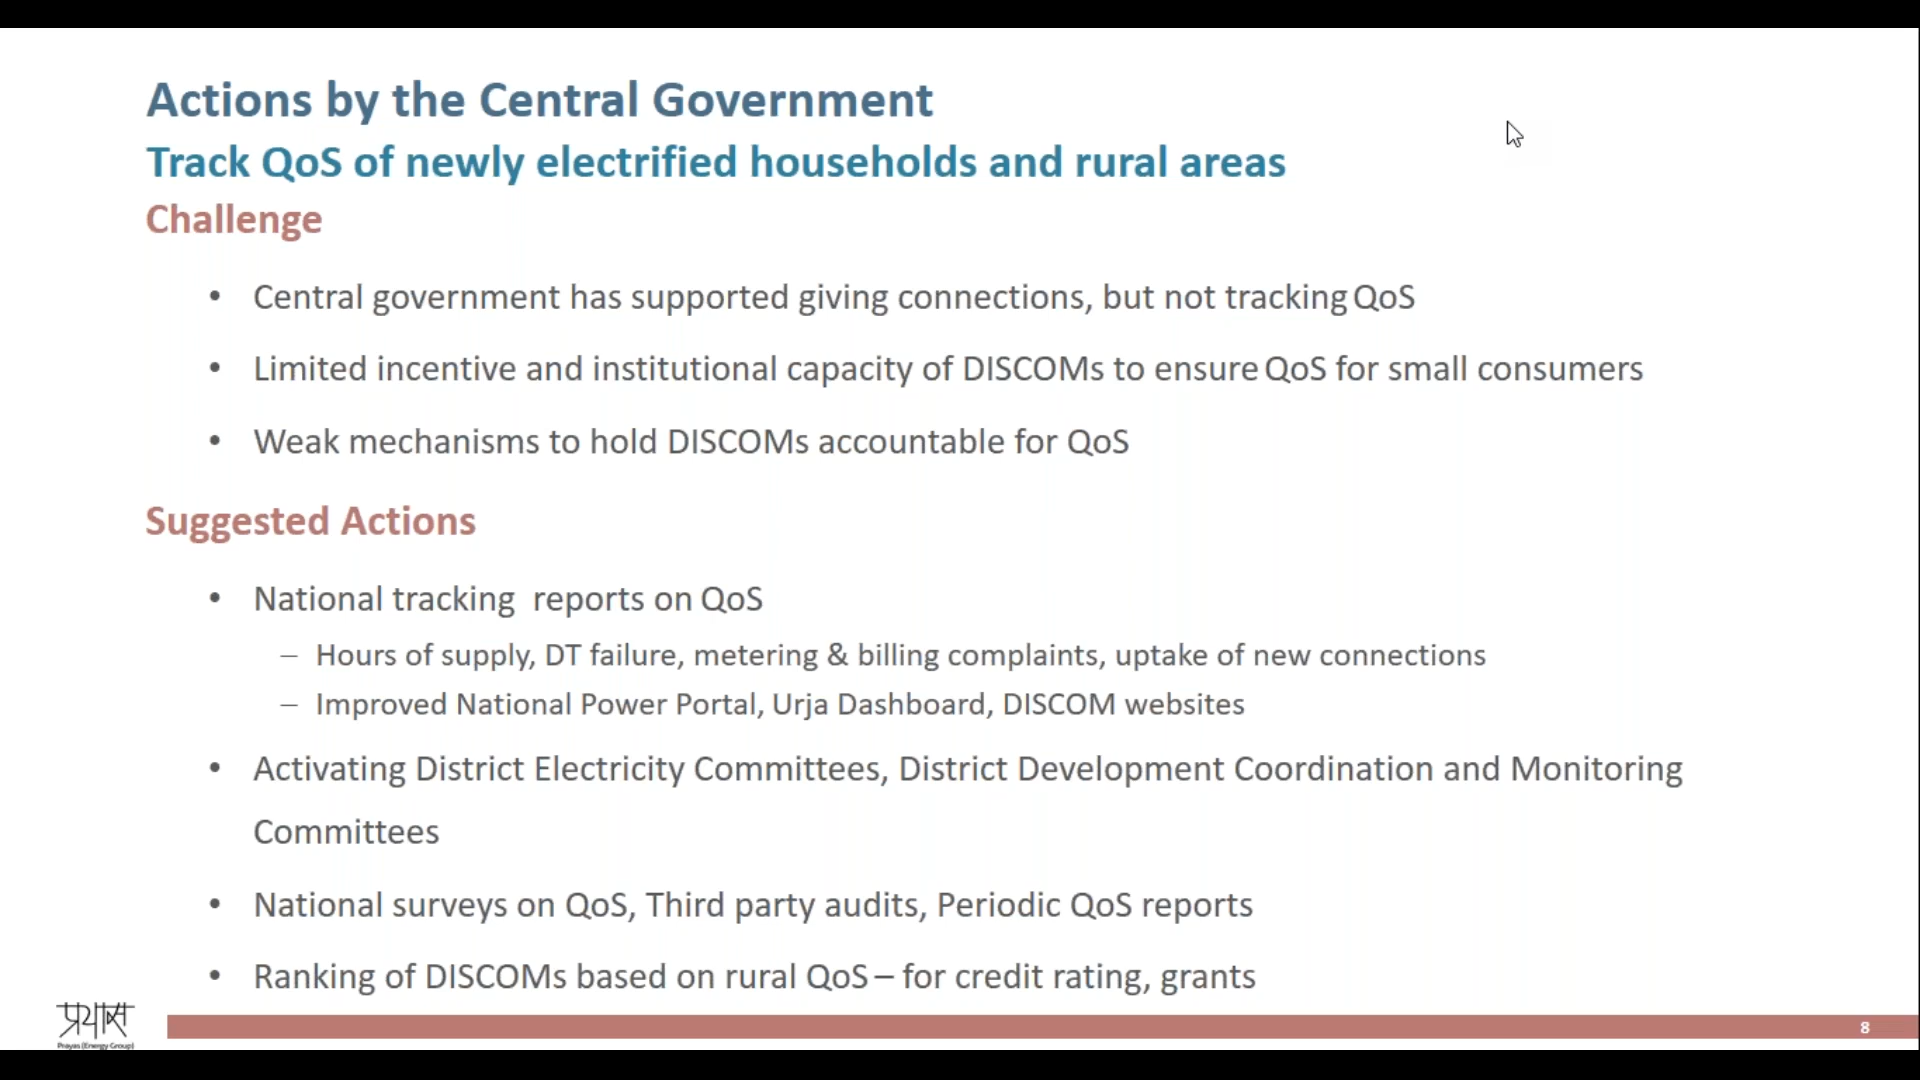 Actions by the Central Government
Track QoS of newly electrified households and rural areas
Challenge
• Central government has supported giving connections, but not tracking QoS
• Limited incentive and institutional capacity of DISCOMs to ensure QoS for small consumers
• Weak mechanisms to hold DISCOMs accountable for QoS
Suggested Actions
• National tracking  reports on QoS
– Hours of supply, DT failure, metering & billing complaints, uptake of new connections
– Improved National Power Portal, Urja Dashboard, DISCOM websites
• Activating District Electricity Committees, District Development Coordination and Monitoring
Committees
• National surveys on QoS, Third party audits, Periodic QoS reports
• Ranking of DISCOMs based on rural QoS – for credit rating, grants
प्रयास
Prayas (Energy Group)
8